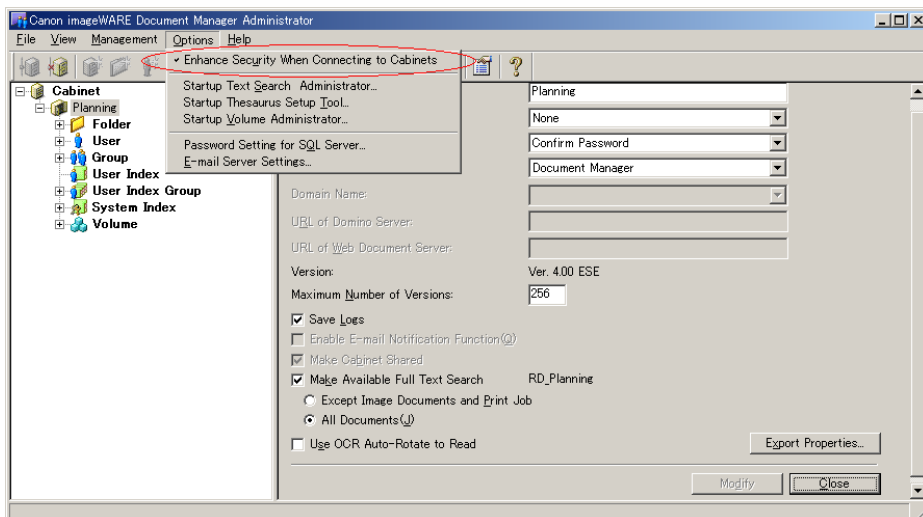 Canon imageWARE Document Manager Administrator
File View Management Options Help
✓ Enhance Security When Connecting to Cabinets
Startup Text Search Administrator...
Startup Thesaurus Setup Tool...
Startup Volume Administrator...
Password Setting for SQL Server...
E-mail Server Settings...
Cabinet
Planning
Folder
User
Group
User Index
User Index Group
System Index
Volume
Planning
None
Confirm Password
Document Manager
Domain Name:
URL of Domino Server:
URL of Web Document Server:
Version: Ver. 4.00 ESE
Maximum Number of Versions: 256
Save Logs
Enable E-mail Notification Function(Q)
Make Cabinet Shared
Make Available Full Text Search RD_Planning
Except Image Documents and Print Job
All Documents(J)
Use OCR Auto-Rotate to Read
Export Properties...
Modify Close